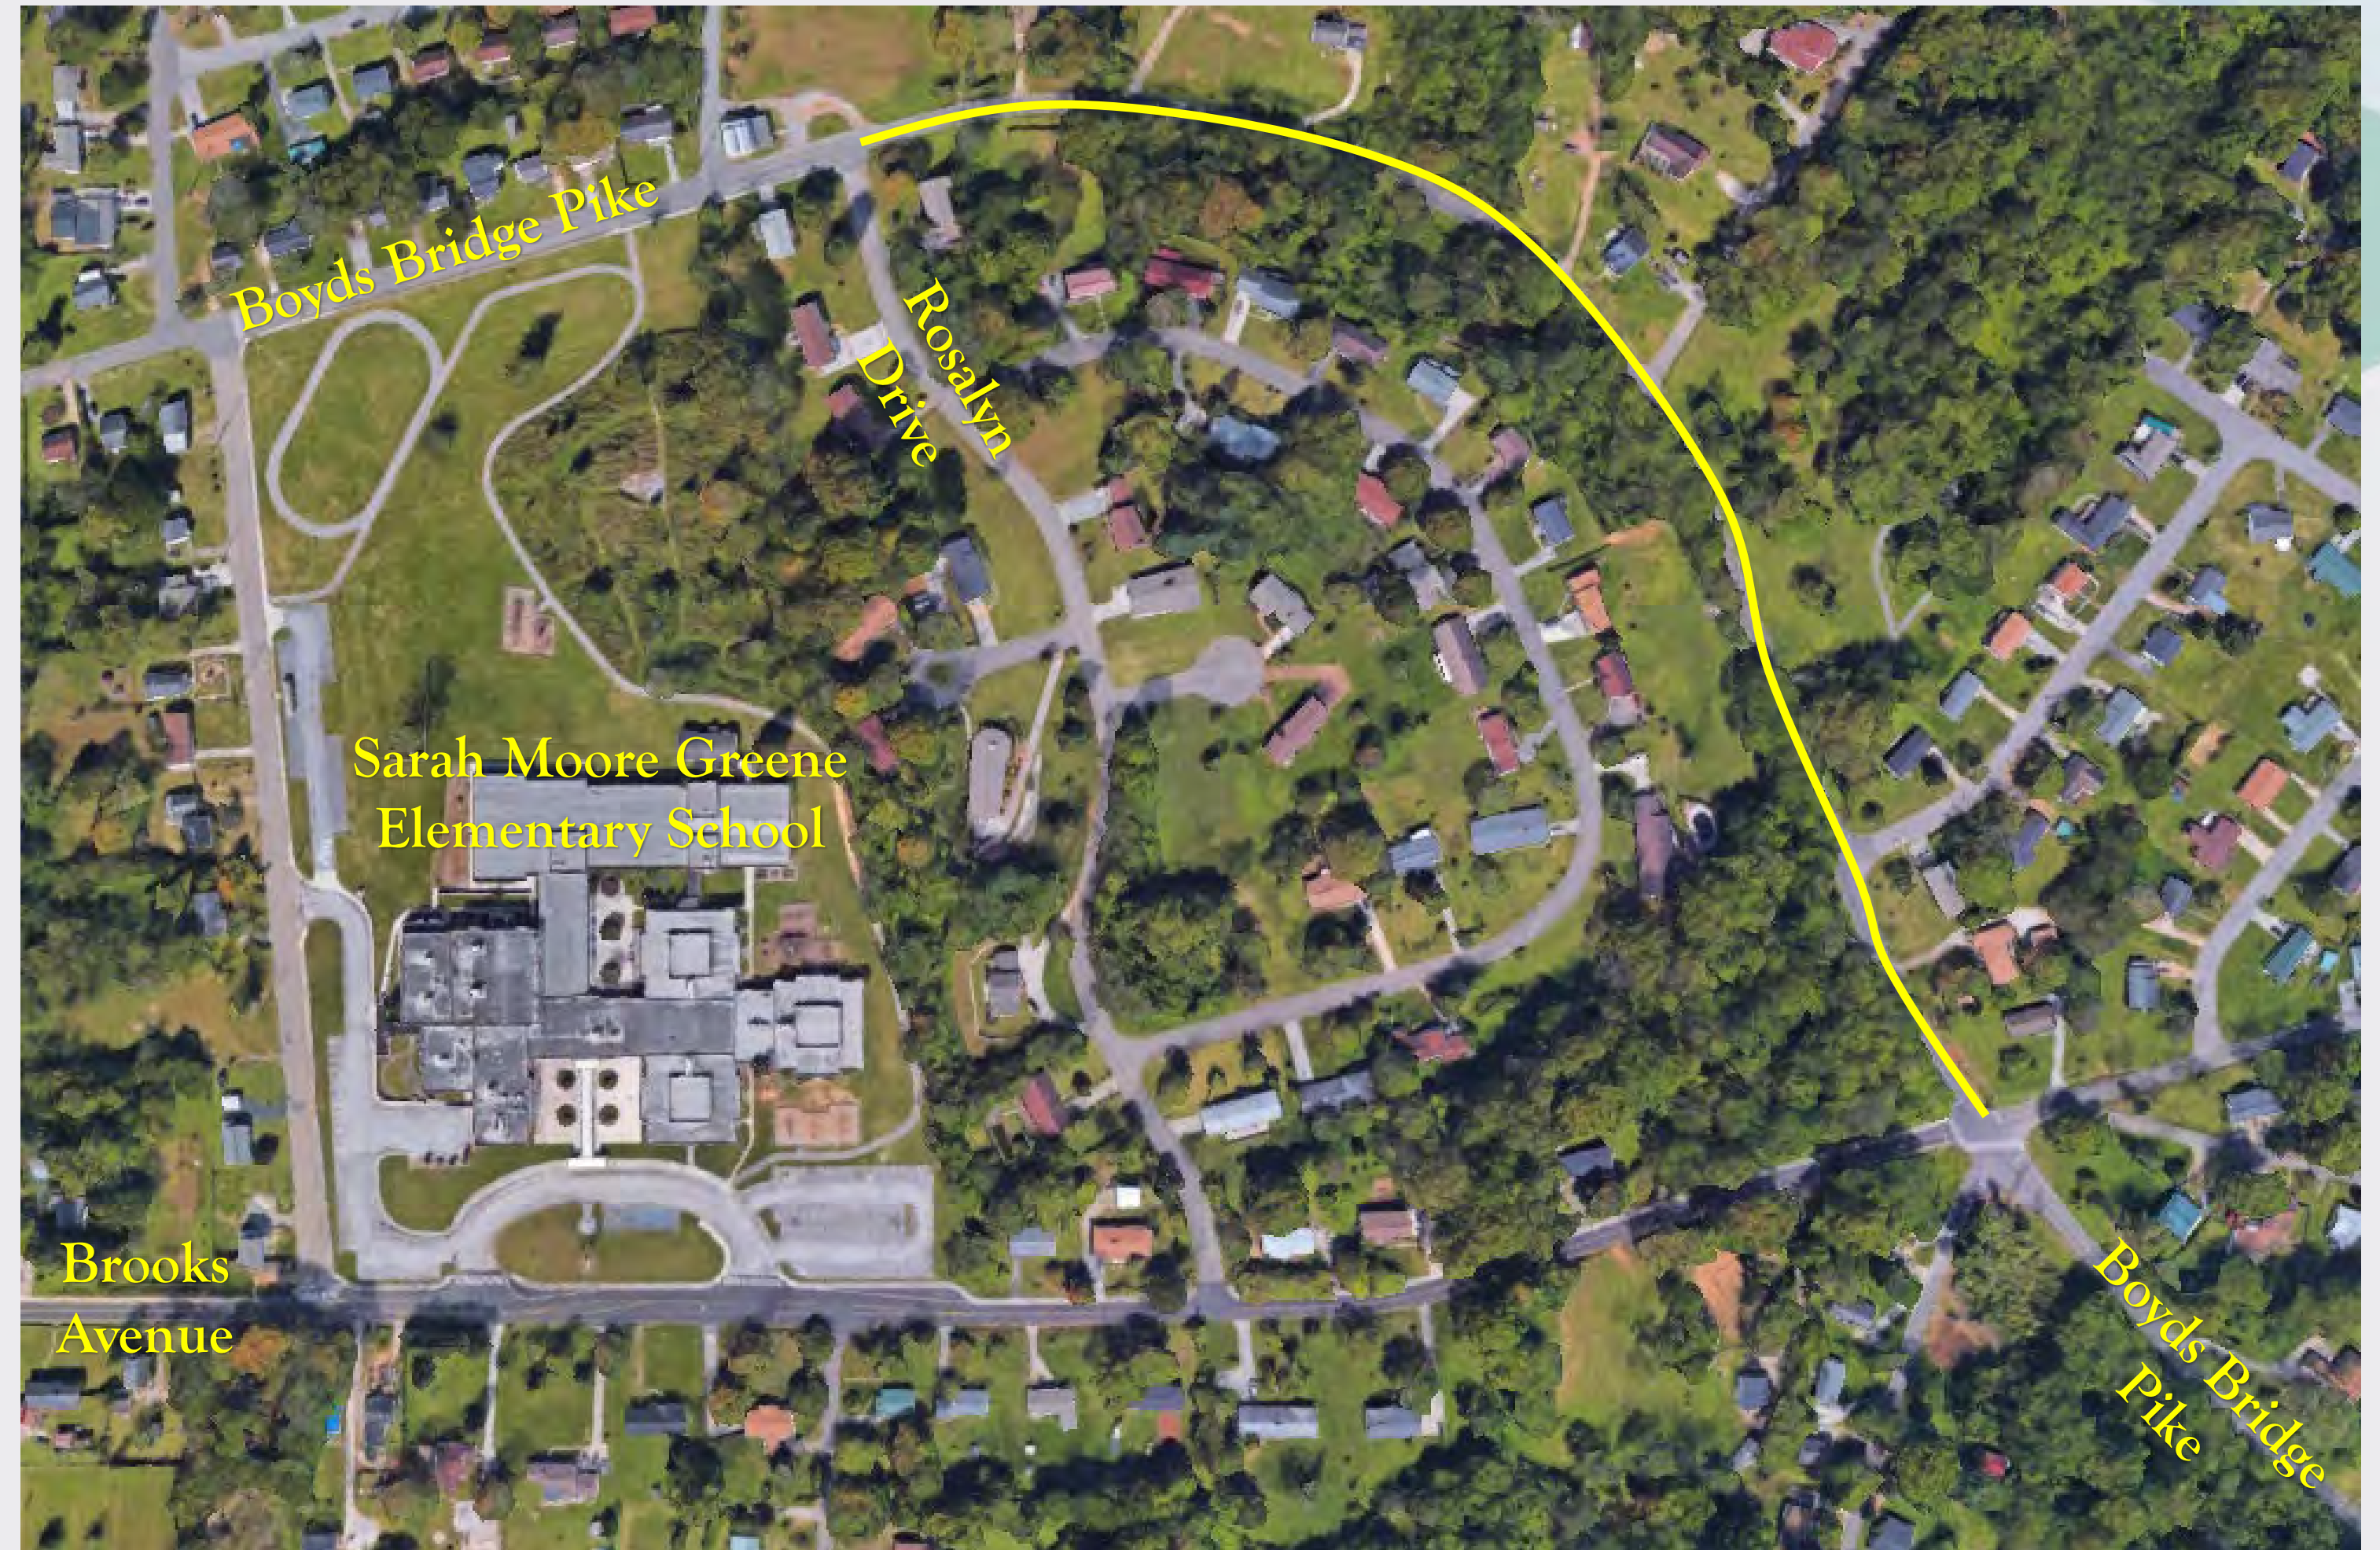 Boyds Bridge Pike
Rosalyn
Drive
Sarah Moore Greene
Elementary School
Brooks
Avenue
Boyds Bridge
Pike